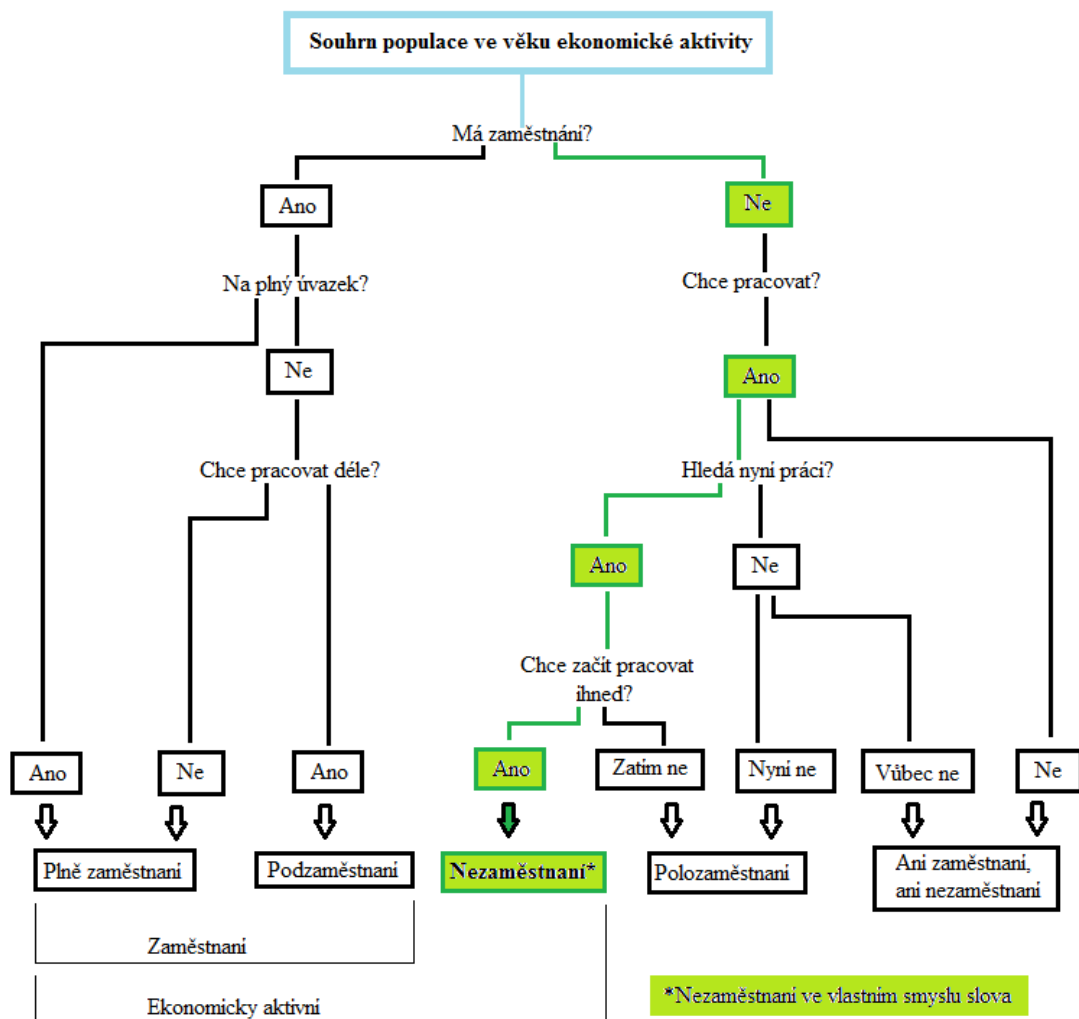 Souhrn populace ve věku ekonomické aktivity
Má zaměstnání?
Ano
Ne
Na plný úvazek?
Chce pracovat?
Ne
Ano
Chce pracovat déle?
Hledá nyní práci?
Ano
Ne
Chce začít pracovat
ihned?
Ano
Ne
Ano
Ano
Zatím ne
Nyní ne
Vůbec ne
Ne
Plně zaměstnaní
Podzaměstnaní
Nezaměstnaní*
Polozaměstnaní
Ani zaměstnaní,
ani nezaměstnaní
Zaměstnaní
Ekonomicky aktivní
*Nezaměstnaní ve vlastním smyslu slova